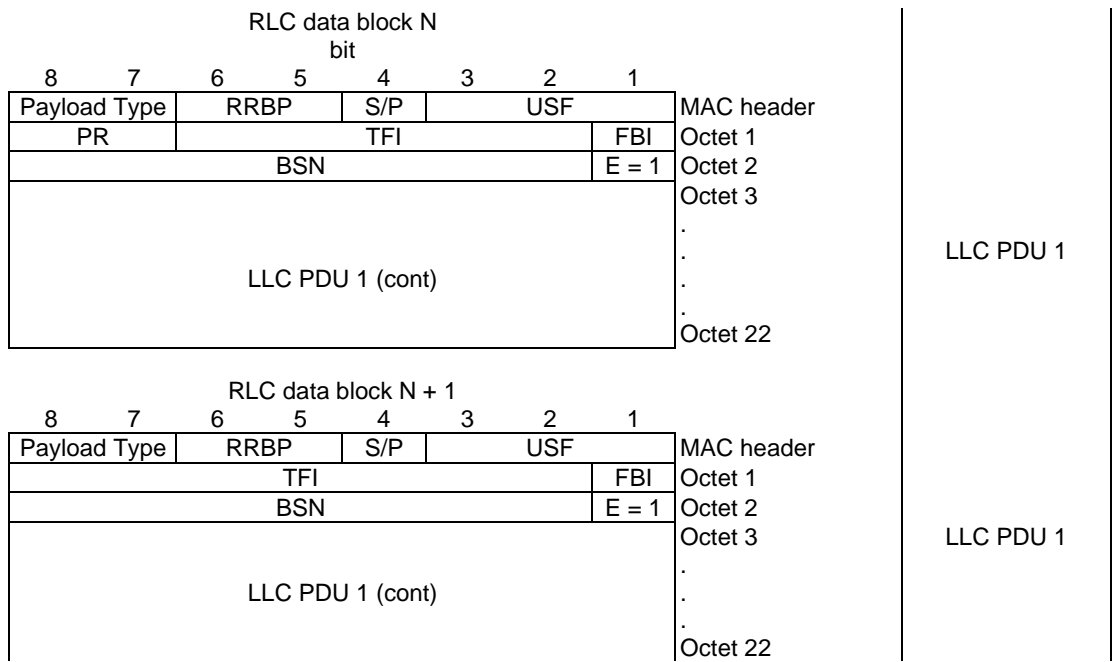 RLC data block N
bit
8 7 6 5 4 3 2 1
Payload Type RRBP S/P USF MAC header
PR TFI FBI Octet 1
BSN E = 1 Octet 2
Octet 3
.
. LLC PDU 1
LLC PDU 1 (cont) .
.
Octet 22
RLC data block N + 1
8 7 6 5 4 3 2 1
Payload Type RRBP S/P USF MAC header
TFI FBI Octet 1
BSN E = 1 Octet 2
Octet 3 LLC PDU 1
.
LLC PDU 1 (cont) .
.
Octet 22